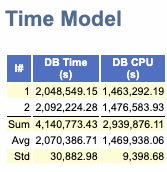 Time Model
I# DB Time (s) DB CPU (s)
1 2,048,549.15 1,463,292.19
2 2,092,224.28 1,476,583.93
Sum 4,140,773.43 2,939,876.11
Avg 2,070,386.71 1,469,938.06
Std 30,882.98 9,398.68